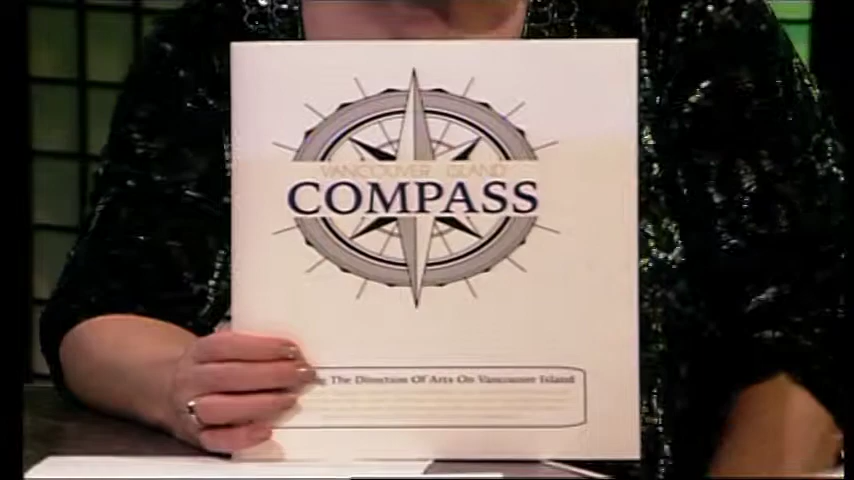 VANCOUVER ISLAND
COMPASS
The Direction Of Arts On Vancouver Island